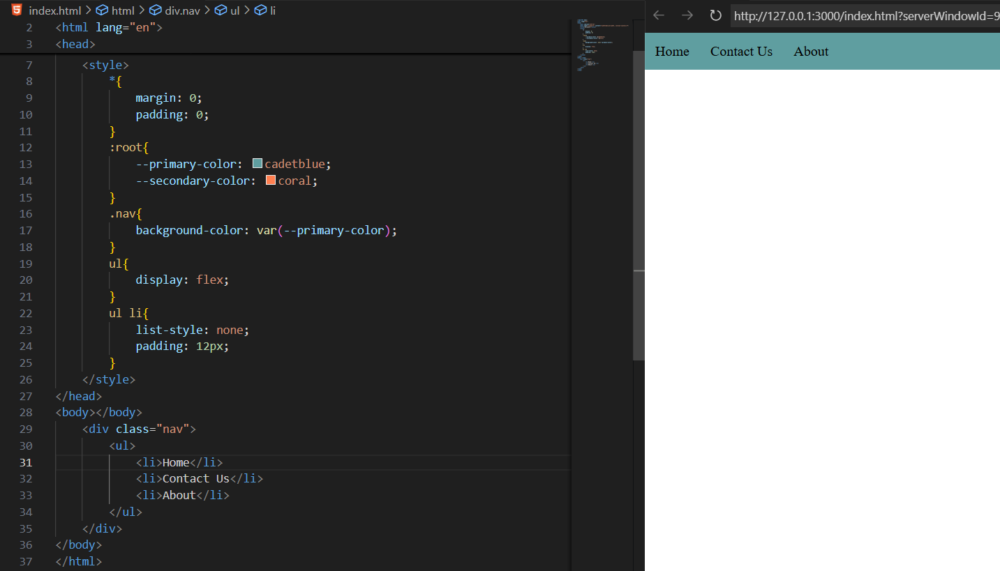 index.html > html > div.nav > ul > li
2 <html lang="en">
3 <head>
7 <style>
8 *{
9 margin: 0;
10 padding: 0;
11 }
12 :root{
13 --primary-color: cadetblue;
14 --secondary-color: coral;
15 }
16 .nav{
17 background-color: var(--primary-color);
18 }
19 ul{
20 display: flex;
21 }
22 ul li{
23 list-style: none;
24 padding: 12px;
25 }
26 </style>
27 </head>
28 <body></body>
29 <div class="nav">
30 <ul>
31 <li>Home</li>
32 <li>Contact Us</li>
33 <li>About</li>
34 </ul>
35 </div>
36 </body>
37 </html>
http://127.0.0.1:3000/index.html?serverWindowId=9
Home Contact Us About